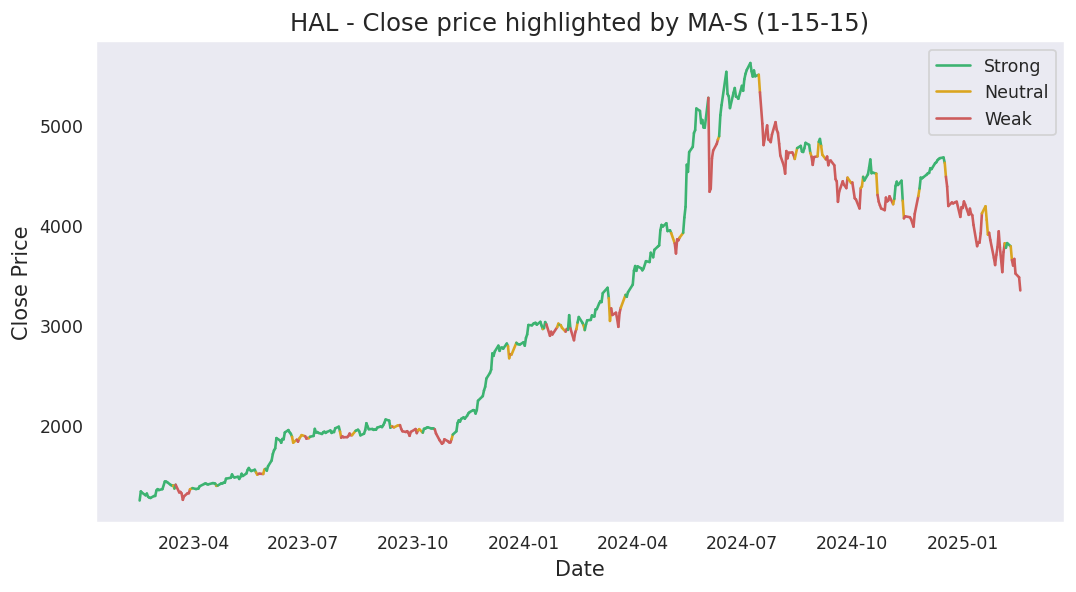 HAL - Close price highlighted by MA-S (1-15-15)
Strong
Neutral
Weak
Close Price
5000
4000
3000
2000
2023-04 2023-07 2023-10 2024-01 2024-04 2024-07 2024-10 2025-01
Date